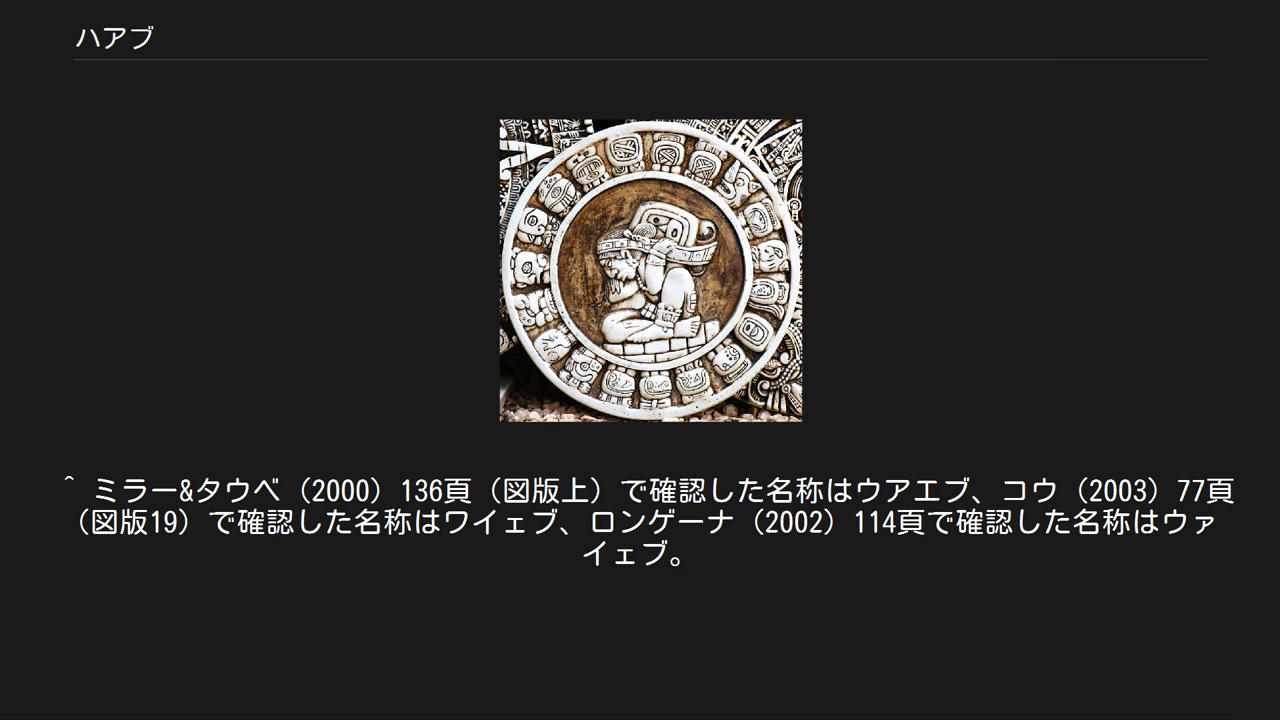 ハアブ
^ ミラー&タウベ（2000）136頁（図版上）で確認した名称はウアエブ、コウ（2003）77頁
（図版19）で確認した名称はワイェブ、ロンゲーナ（2002）114頁で確認した名称はウァ
イェブ。